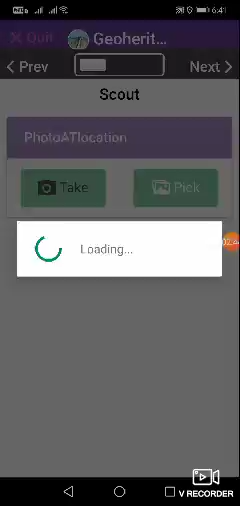 6:41
✕ Quit Geoherit...
Prev Next
Scout
PhotoATlocation
Take Pick
Loading...
V RECORDER